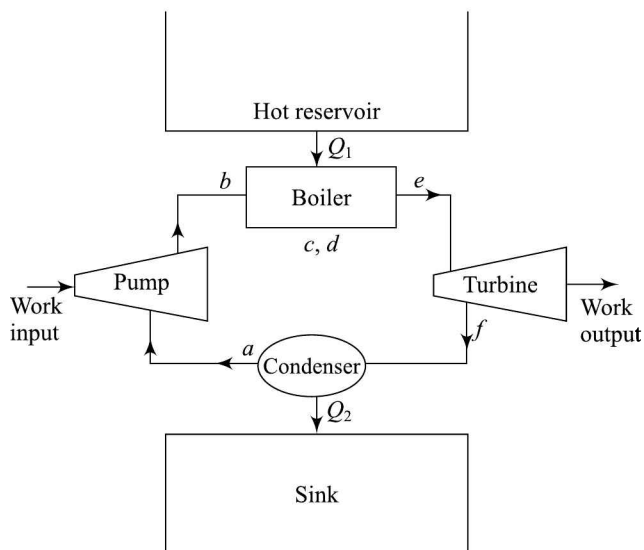 Hot reservoir
Q1
b
Boiler
e
c, d
Pump
Turbine
Work
input
Work
output
a
Condenser
f
Q2
Sink